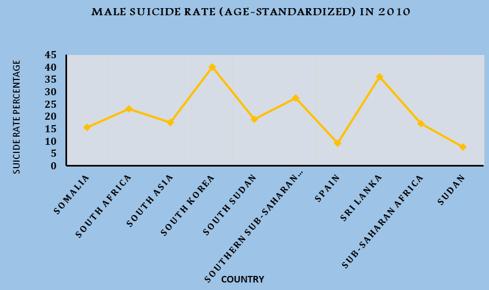 MALE SUICIDE RATE (AGE-STANDARDIZED) IN 2010
SUICIDE RATE PERCENTAGE
45
40
35
30
25
20
15
10
5
0
SOMALIA
SOUTH AFRICA
SOUTH ASIA
SOUTH KOREA
SOUTH SUDAN
SOUTHERN SUB-SAHARAN...
SPAIN
SRI LANKA
SUB-SAHARAN AFRICA
SUDAN
COUNTRY